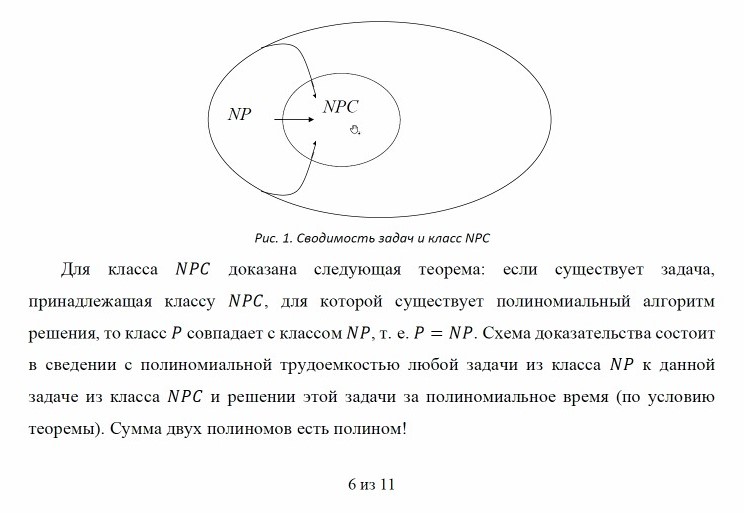 NP
NPC
Рис. 1. Сводимость задач и класс NPC
Для класса NPC доказана следующая теорема: если существует задача,
принадлежащая классу NPC, для которой существует полиномиальный алгоритм
решения, то класс P совпадает с классом NP, т. е. P = NP. Схема доказательства состоит
в сведении с полиномиальной трудоемкостью любой задачи из класса NP к данной
задаче из класса NPC и решении этой задачи за полиномиальное время (по условию
теоремы). Сумма двух полиномов есть полином!
6 из 11